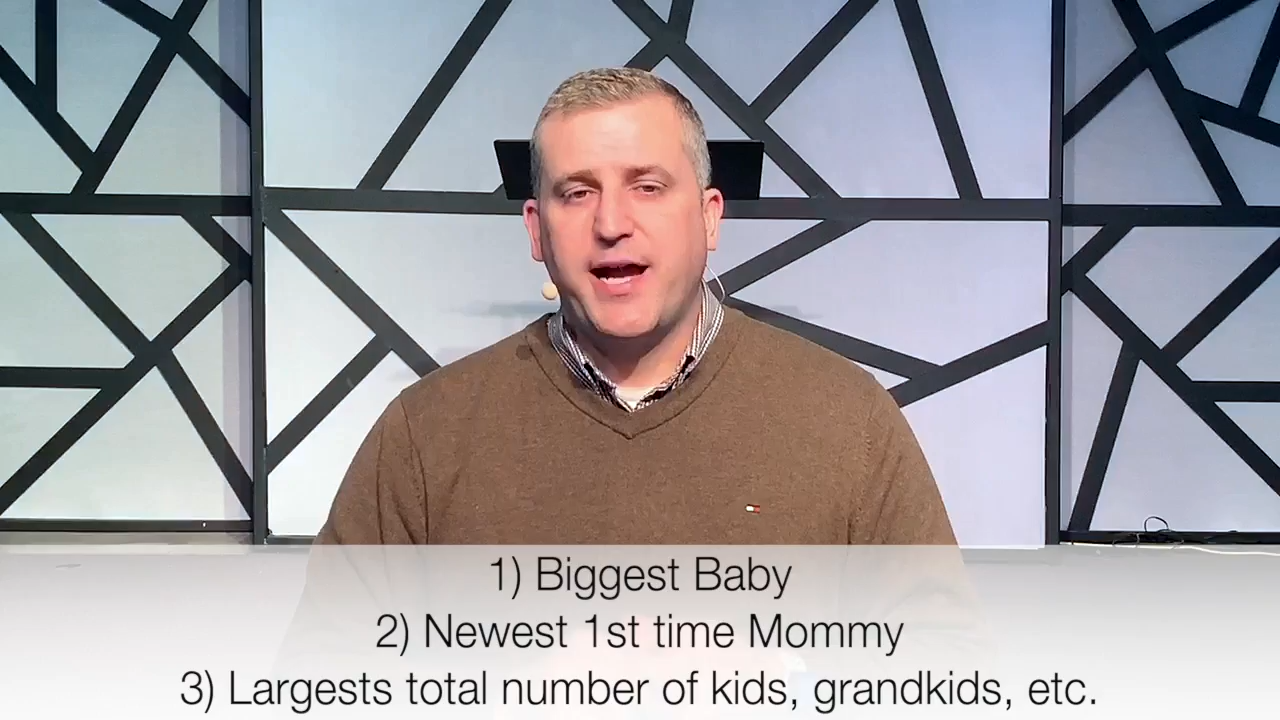 1) Biggest Baby
2) Newest 1st time Mommy
3) Largests total number of kids, grandkids, etc.